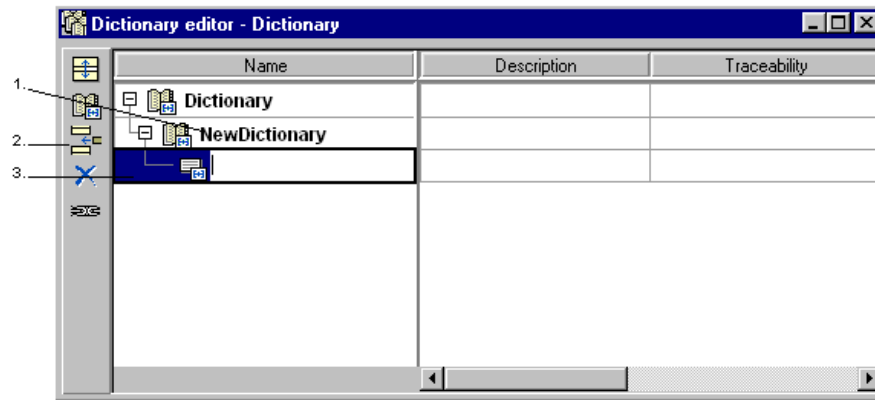 Dictionary editor - Dictionary
Name Description Traceability
1.
Dictionary
NewDictionary
2.
3.